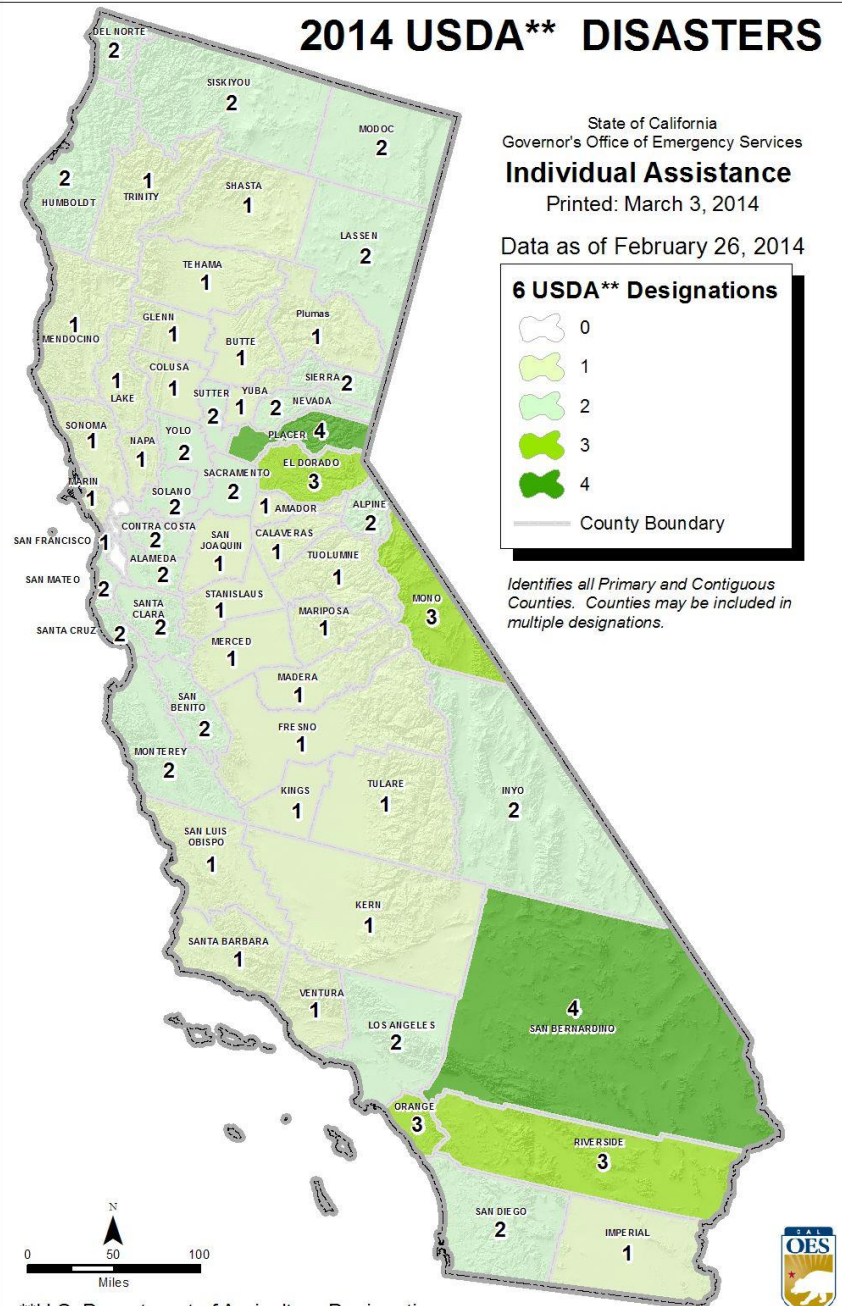 2014 USDA** DISASTERS
State of California
Governor's Office of Emergency Services
Individual Assistance
Printed: March 3, 2014
Data as of February 26, 2014
6 USDA** Designations
0
1
2
3
4
County Boundary
Identifies all Primary and Contiguous
Counties. Counties may be included in
multiple designations.
DEL NORTE
2
SISKIYOU
2
MODOC
2
2
HUMBOLDT
1
TRINITY
SHASTA
1
LASSEN
2
TEHAMA
1
Plumas
1
1
MENDOCINO
GLENN
1
BUTTE
1
COLUSA
1
1
LAKE
SIERRA 2
SUTTER
2
YUBA
1
NEVADA
2
PLACER 4
SONOMA
1
NAPA
1
YOLO
2
EL DORADO
3
SACRAMENTO
2
MARIN
1
SOLANO
2
1
AMADOR
ALPINE
2
SAN FRANCISCO 1
CONTRA COSTA
2
ALAMEDA
2
SAN
JOAQUIN
1
CALAVERAS
1
TUOLUMNE
1
SAN MATEO
2
SANTA
CLARA
2
STANISLAUS
1
MARIPOSA
1
MONO
3
SANTA CRUZ
2
MERCED
1
MADERA
1
SAN
BENITO
2
FRESNO
1
MONTEREY
2
KINGS
1
TULARE
1
INYO
2
SAN LUIS
OBISPO
1
KERN
1
SANTA BARBARA
1
VENTURA
1
LOS ANGELES
2
4
SAN BERNARDINO
ORANGE
3
RIVERSIDE
3
SAN DIEGO
2
IMPERIAL
1
N
0 50 100
Miles
CAL
OES